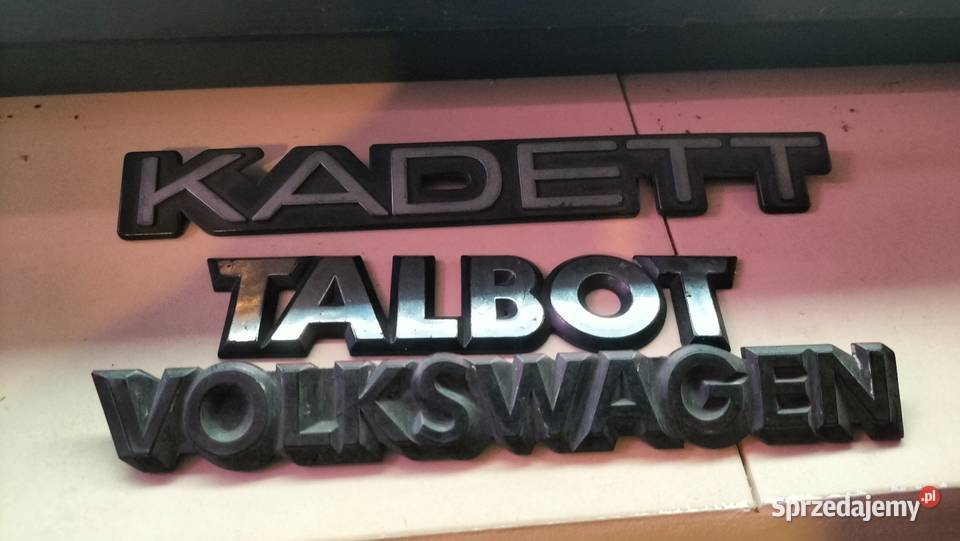 KADETT
TALBOT
VOLKSWAGEN
Sprzedajemy.pl